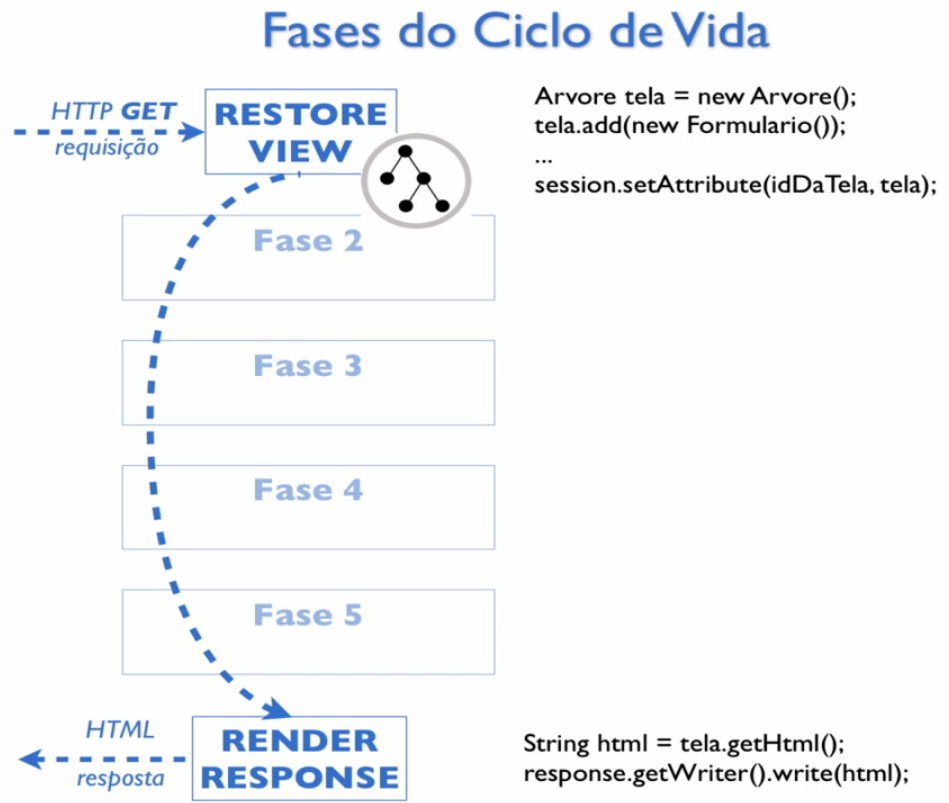 Fases do Ciclo de Vida
HTTP GET
requisição
RESTORE
VIEW
Arvore tela = new Arvore();
tela.add(new Formulario());
...
session.setAttribute(idDaTela, tela);
Fase 2
Fase 3
Fase 4
Fase 5
HTML
resposta
RENDER
RESPONSE
String html = tela.getHtml();
response.getWriter().write(html);